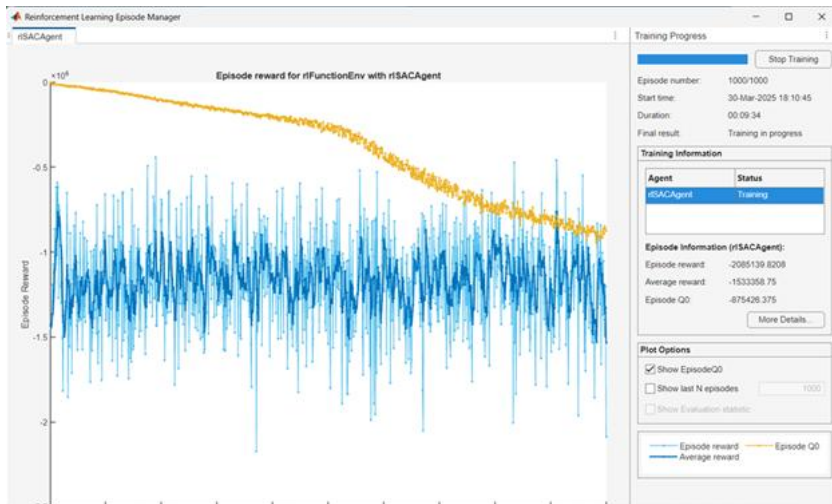 Reinforcement Learning Episode Manager
rlSACAgent
Episode reward for rlFunctionEnv with rlSACAgent
×10⁶
0
-0.5
-1
-1.5
-2
Episode Reward
Training Progress
Stop Training
Episode number: 1000/1000
Start time: 30-Mar-2025 18:10:45
Duration: 00:09:34
Final result: Training in progress
Training Information
Agent Status
rlSACAgent Training
Episode Information (rlSACAgent):
Episode reward: -2085139.8208
Average reward: -1533358.75
Episode Q0: -875426.375
More Details...
Plot Options
Show EpisodeQ0
Show last N episodes 1000
Show Evaluation statistic
Episode reward Episode Q0
Average reward